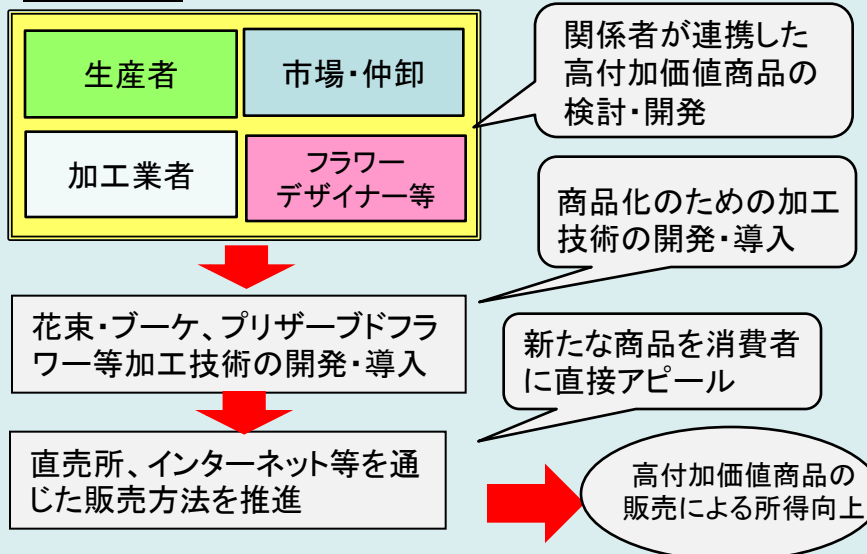 生産者
市場・仲卸
加工業者
フラワー
デザイナー等
関係者が連携した
高付加価値商品の
検討・開発
商品化のための加工
技術の開発・導入
花束・ブーケ、プリザーブドフラ
ワー等加工技術の開発・導入
新たな商品を消費者
に直接アピール
直売所、インターネット等を通
じた販売方法を推進
高付加価値商品の
販売による所得向上